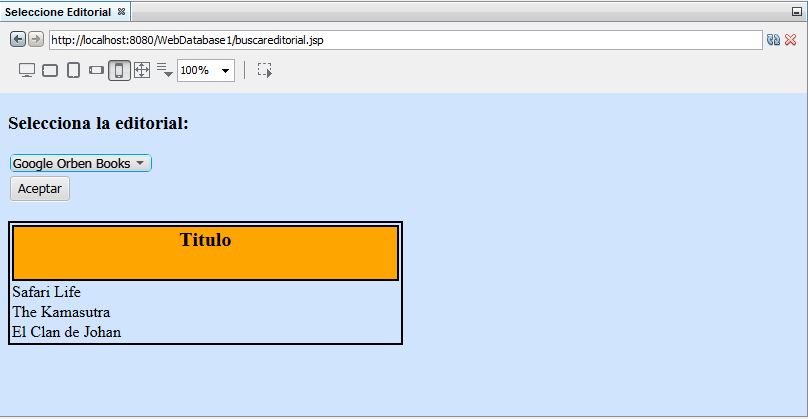 Seleccione Editorial
http://localhost:8080/WebDatabase1/buscareditorial.jsp
100%
Selecciona la editorial:
Google Orben Books
Aceptar
Titulo
Safari Life
The Kamasutra
El Clan de Johan